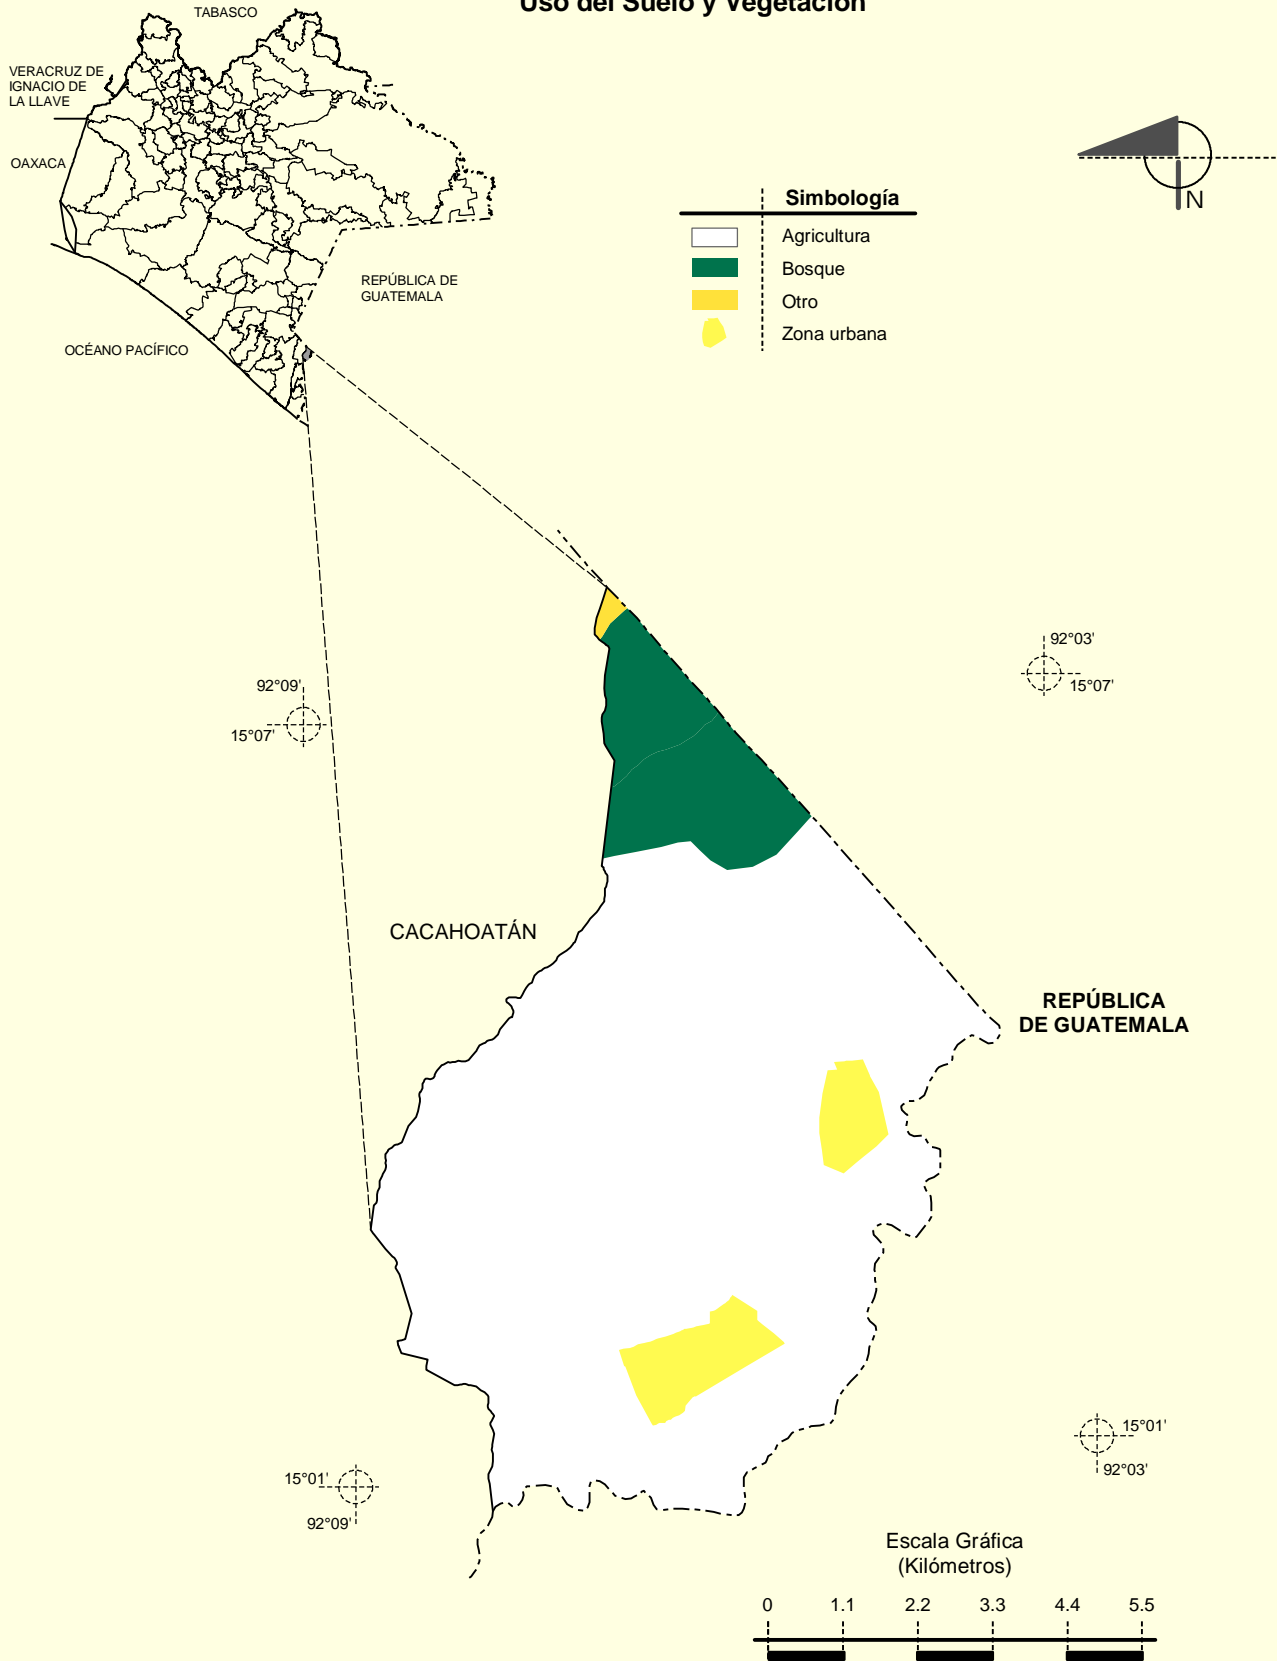 Uso del Suelo y Vegetación
TABASCO
VERACRUZ DE
IGNACIO DE
LA LLAVE
OAXACA
REPÚBLICA DE
GUATEMALA
OCÉANO PACÍFICO
N
Simbología
Agricultura
Bosque
Otro
Zona urbana
92°03'
15°07'
92°09'
15°07'
CACAHOATÁN
REPÚBLICA
DE GUATEMALA
15°01'
92°03'
15°01'
92°09'
Escala Gráfica
(Kilómetros)
0 1.1 2.2 3.3 4.4 5.5